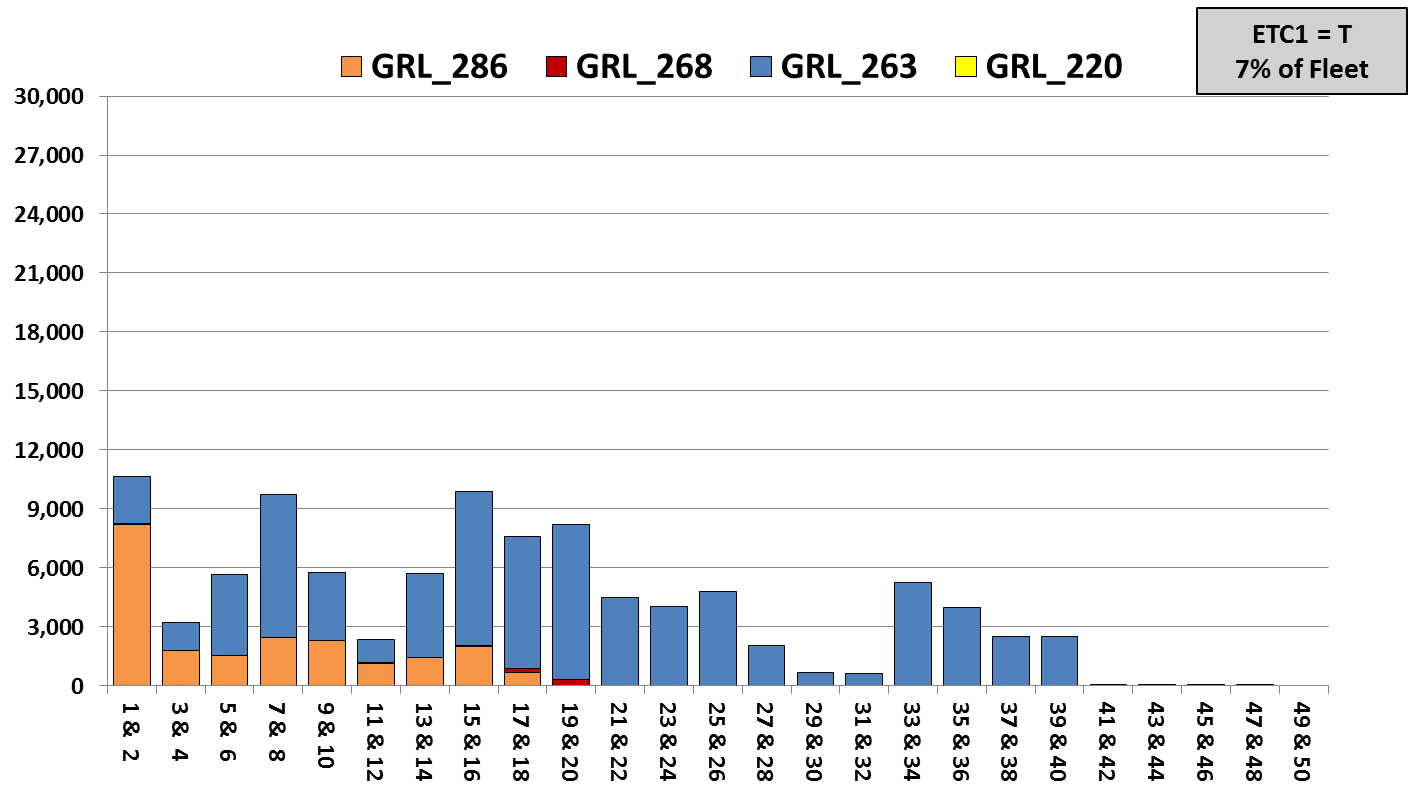 ETC1 = T
7% of Fleet
GRL_286 GRL_268 GRL_263 GRL_220
30,000
27,000
24,000
21,000
18,000
15,000
12,000
9,000
6,000
3,000
0
1 & 2
3 & 4
5 & 6
7 & 8
9 & 10
11 & 12
13 & 14
15 & 16
17 & 18
19 & 20
21 & 22
23 & 24
25 & 26
27 & 28
29 & 30
31 & 32
33 & 34
35 & 36
37 & 38
39 & 40
41 & 42
43 & 44
45 & 46
47 & 48
49 & 50